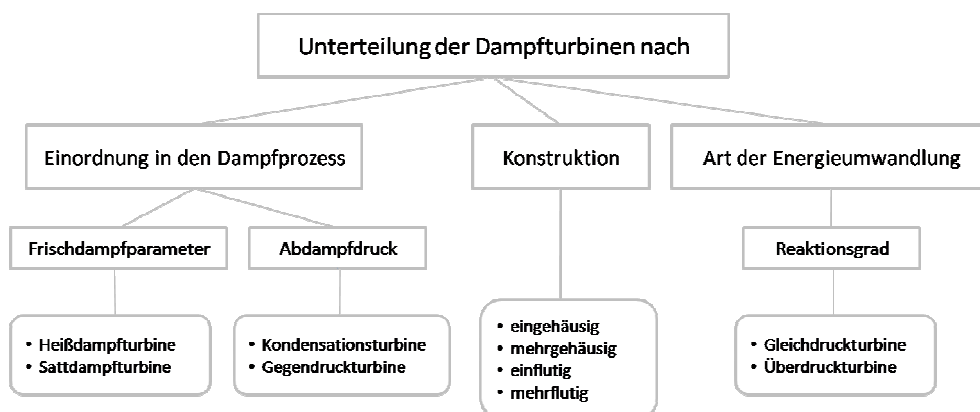 Unterteilung der Dampfturbinen nach
Einordnung in den Dampfprozess
Konstruktion
Art der Energieumwandlung
Frischdampfparameter
Abdampfdruck
Reaktionsgrad
• Heißdampfturbine
• Sattdampfturbine
• Kondensationsturbine
• Gegendruckturbine
• eingehäusig
• mehrgehäusig
• einflutig
• mehrflutig
• Gleichdruckturbine
• Überdruckturbine